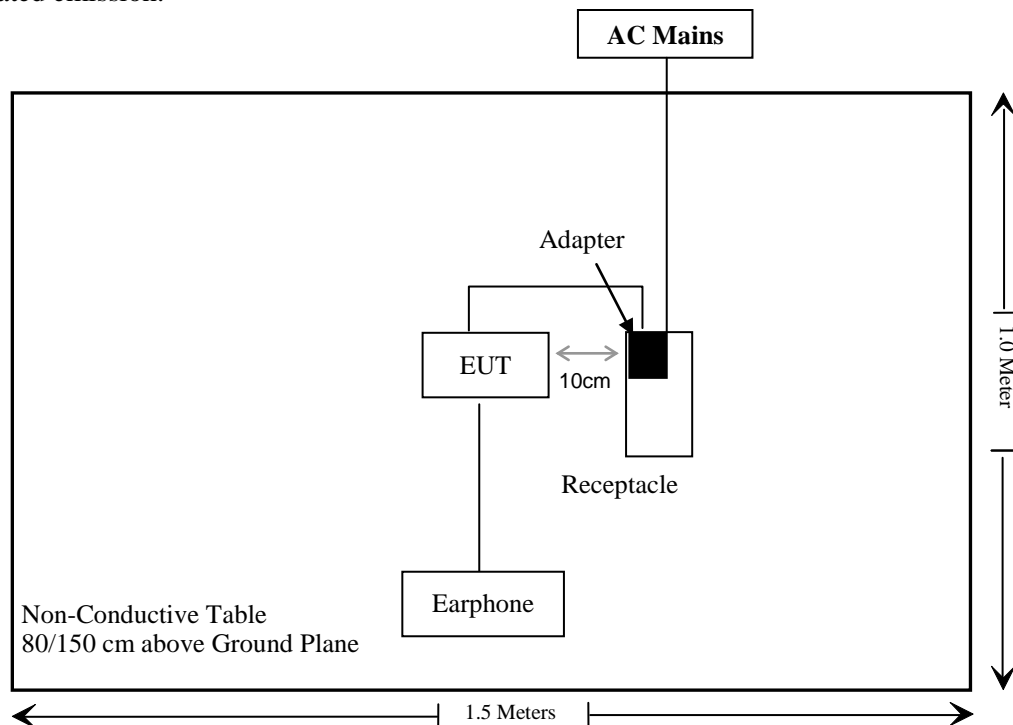 AC Mains
Adapter
EUT
10cm
1.0 Meter
Receptacle
Earphone
Non-Conductive Table
80/150 cm above Ground Plane
1.5 Meters